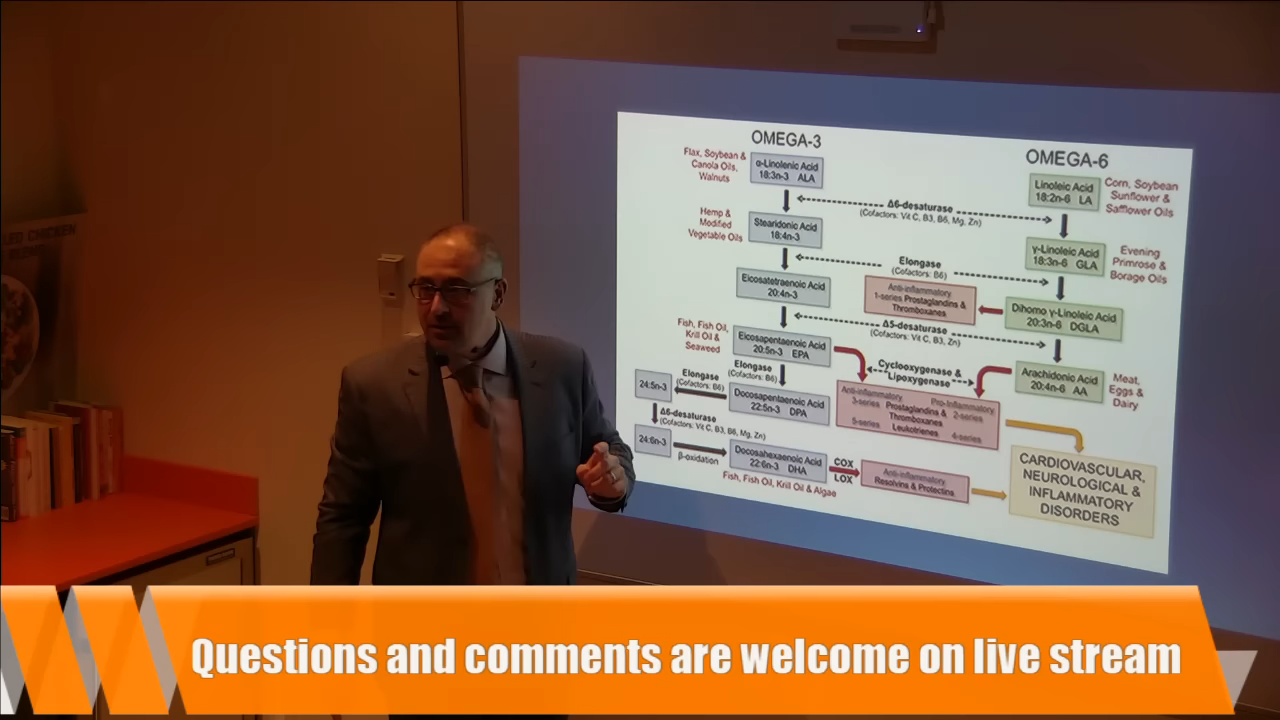 OMEGA-3
Flax, Soybean &
Canola Oils,
Walnuts
α-Linolenic Acid
18:3n-3 ALA
Hemp &
Modified
Vegetable Oils
Stearidonic Acid
18:4n-3
Eicosatetraenoic Acid
20:4n-3
Fish, Fish Oil,
Krill Oil &
Seaweed
Eicosapentaenoic Acid
20:5n-3 EPA
Elongase
(Cofactors: B6)
Elongase
(Cofactors: B6)
24:5n-3
Docosapentaenoic Acid
22:5n-3 DPA
Δ6-desaturase
(Cofactors: Vit C, B3, B6, Mg, Zn)
24:6n-3
β-oxidation
Docosahexaenoic Acid
22:6n-3 DHA
Fish, Fish Oil, Krill Oil & Algae
COX
LOX
Anti-inflammatory
Resolvins & Protectins
Δ6-desaturase
(Cofactors: Vit C, B3, B6, Mg, Zn)
Elongase
(Cofactors: B6)
Anti-inflammatory
1-series Prostaglandins &
Thromboxanes
Δ5-desaturase
(Cofactors: Vit C, B3, Zn)
Cyclooxygenase &
Lipoxygenase
Anti-inflammatory Pro-inflammatory
3-series Prostaglandins & 2-series
Thromboxanes
5-series Leukotrienes 4-series
OMEGA-6
Linoleic Acid
18:2n-6 LA
Corn, Soybean
Sunflower &
Safflower Oils
γ-Linoleic Acid
18:3n-6 GLA
Evening
Primrose &
Borage Oils
Dihomo γ-Linoleic Acid
20:3n-6 DGLA
Arachidonic Acid
20:4n-6 AA
Meat,
Eggs &
Dairy
CARDIOVASCULAR,
NEUROLOGICAL &
INFLAMMATORY
DISORDERS
CHICKEN
Questions and comments are welcome on live stream